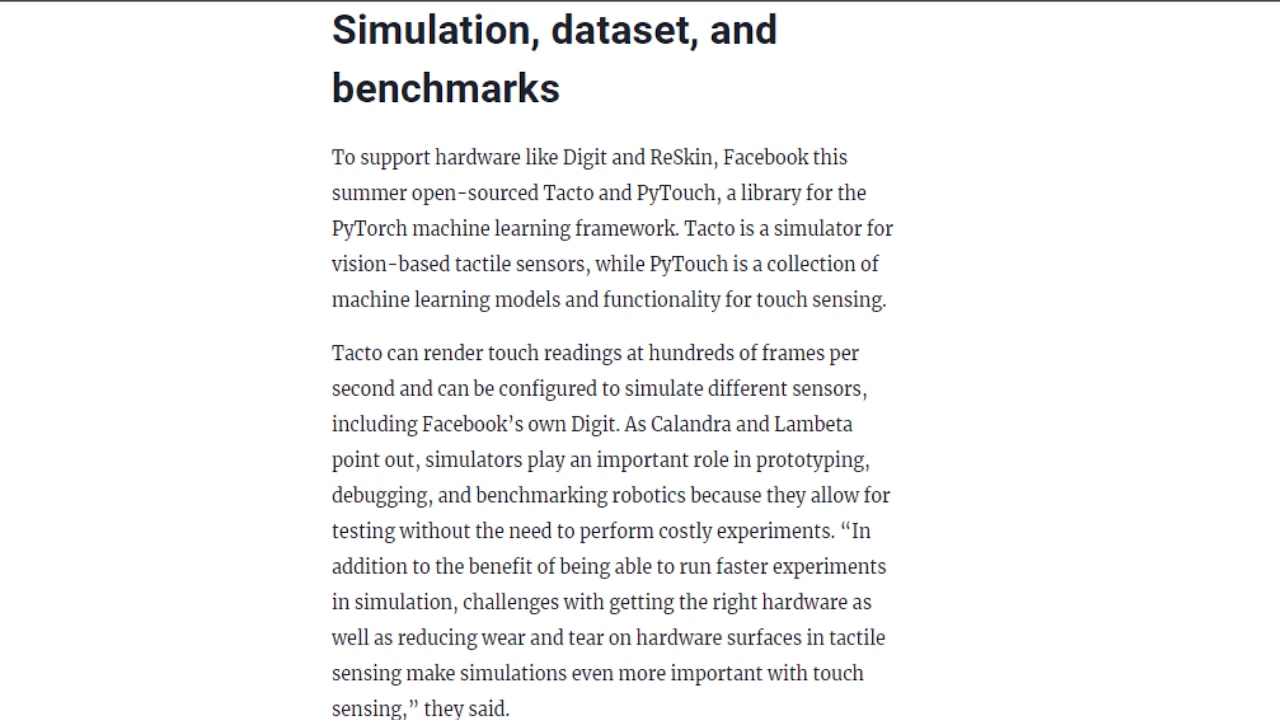 Simulation, dataset, and
benchmarks
To support hardware like Digit and ReSkin, Facebook this
summer open-sourced Tacto and PyTouch, a library for the
PyTorch machine learning framework. Tacto is a simulator for
vision-based tactile sensors, while PyTouch is a collection of
machine learning models and functionality for touch sensing.
Tacto can render touch readings at hundreds of frames per
second and can be configured to simulate different sensors,
including Facebook’s own Digit. As Calandra and Lambeta
point out, simulators play an important role in prototyping,
debugging, and benchmarking robotics because they allow for
testing without the need to perform costly experiments. “In
addition to the benefit of being able to run faster experiments
in simulation, challenges with getting the right hardware as
well as reducing wear and tear on hardware surfaces in tactile
sensing make simulations even more important with touch
sensing,” they said.